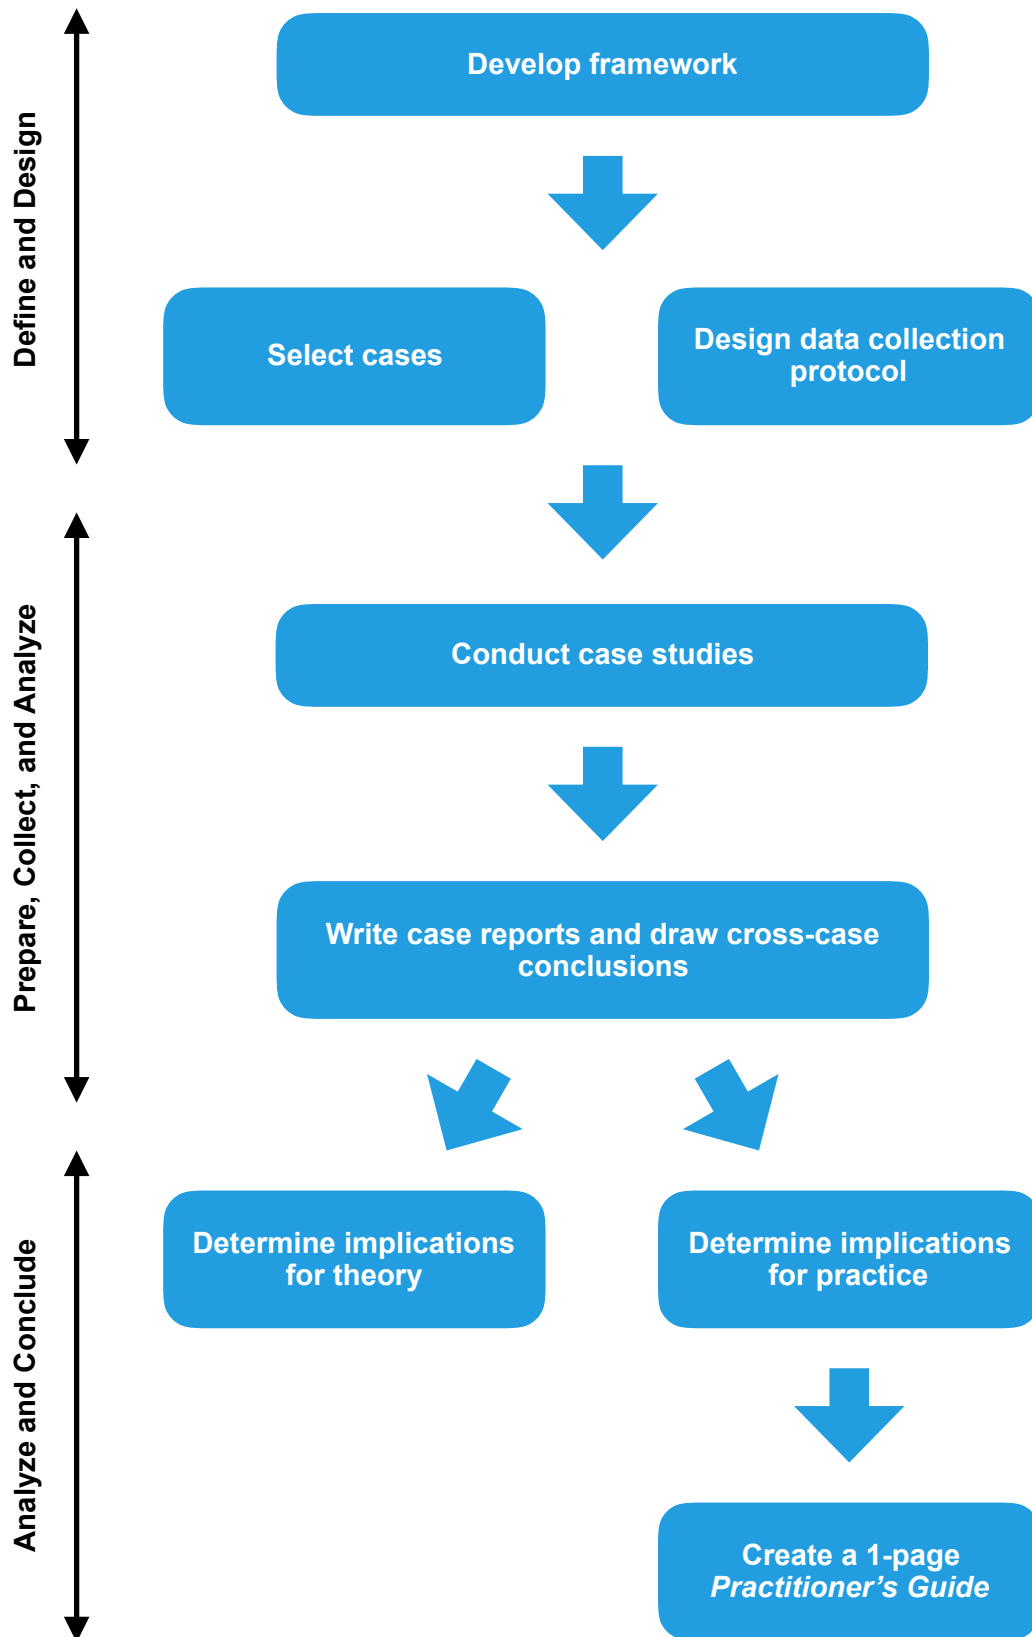 Define and Design
Develop framework
Select cases
Design data collection
protocol
Prepare, Collect, and Analyze
Conduct case studies
Write case reports and draw cross-case
conclusions
Analyze and Conclude
Determine implications
for theory
Determine implications
for practice
Create a 1-page
Practitioner’s Guide